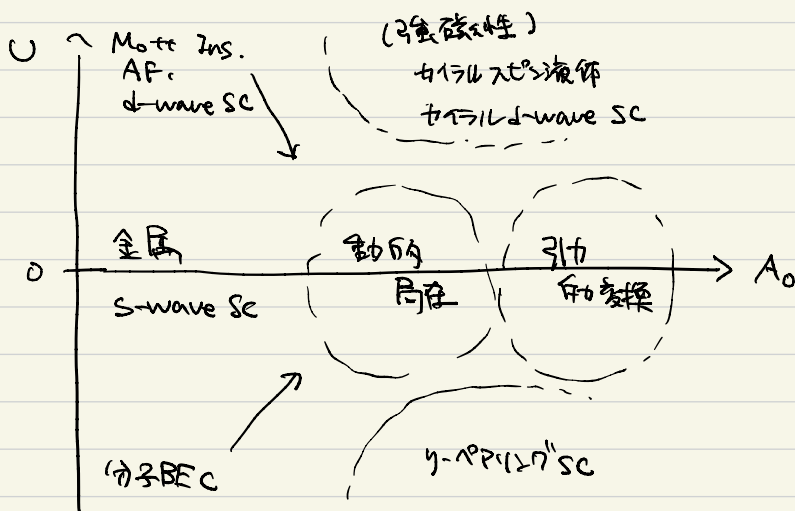 U
Mott Ins.
AF.
d-wave SC
(強磁性)
カイラルスピン液体
カイラルd-wave SC
金属
動的
局在
引力
変換
0
A0
s-wave SC
分子BEC
η-ペアリングSC